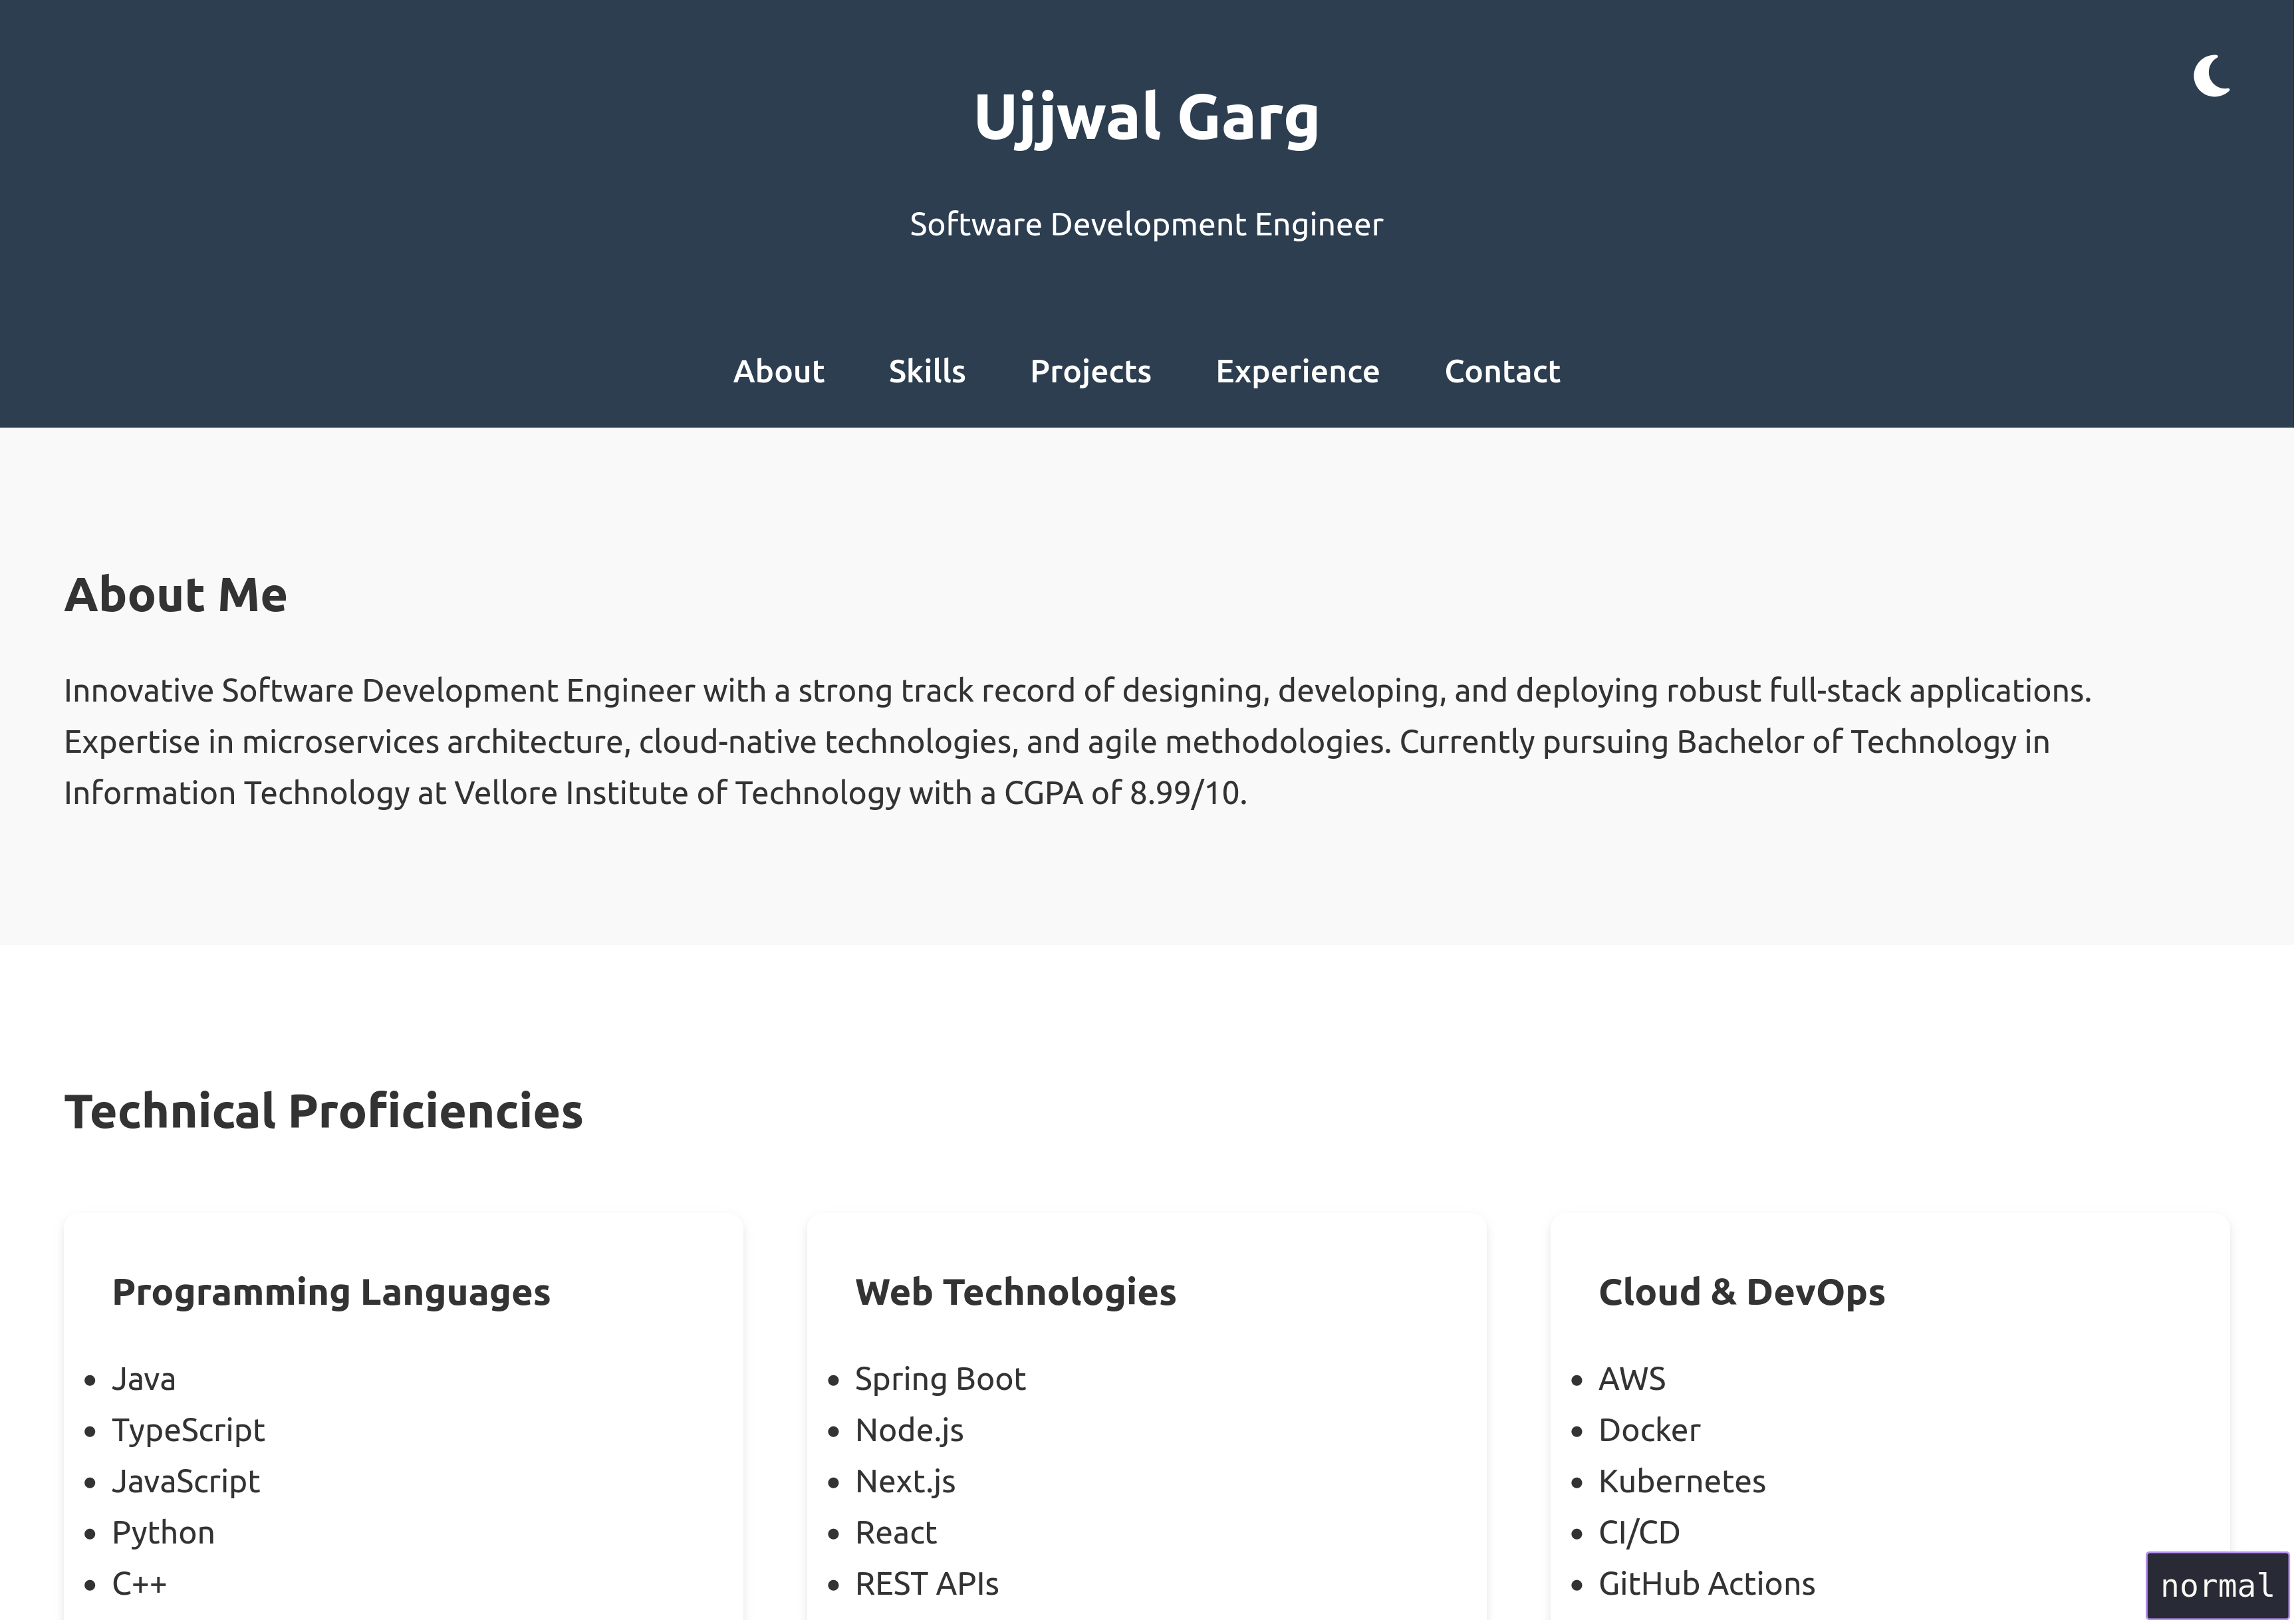 Ujjwal Garg
Software Development Engineer
About Skills Projects Experience Contact
About Me
Innovative Software Development Engineer with a strong track record of designing, developing, and deploying robust full-stack applications.
Expertise in microservices architecture, cloud-native technologies, and agile methodologies. Currently pursuing Bachelor of Technology in
Information Technology at Vellore Institute of Technology with a CGPA of 8.99/10.
Technical Proficiencies
Programming Languages
Java
TypeScript
JavaScript
Python
C++
Web Technologies
Spring Boot
Node.js
Next.js
React
REST APIs
Cloud & DevOps
AWS
Docker
Kubernetes
CI/CD
GitHub Actions
normal